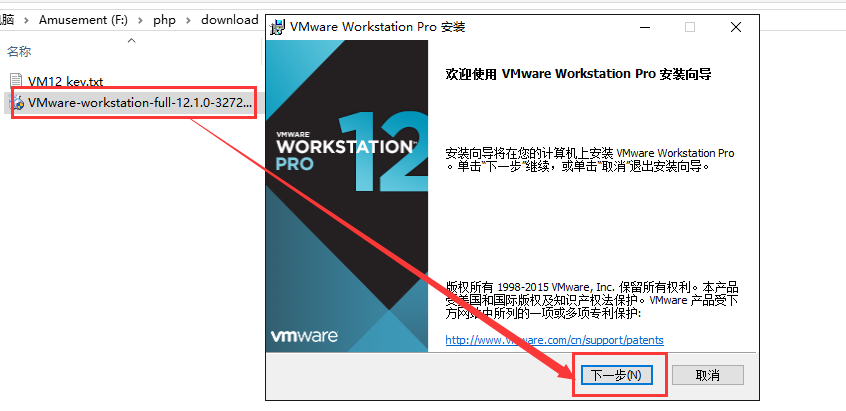 脑 > Amusement (F:) > php > download
名称
VM12 key.txt
VMware-workstation-full-12.1.0-3272...
VMware Workstation Pro 安装
VMWARE
WORKSTATION™
PRO
12
vmware
欢迎使用 VMware Workstation Pro 安装向导
安装向导将在您的计算机上安装 VMware Workstation Pro
。单击“下一步”继续，或单击“取消”退出安装向导。
版权所有 1998-2015 VMware, Inc. 保留所有权利。本产品
受美国和国际版权及知识产权法保护。VMware 产品受下
方网站中所列的一项或多项专利保护:
http://www.vmware.com/cn/support/patents
下一步(N)
取消